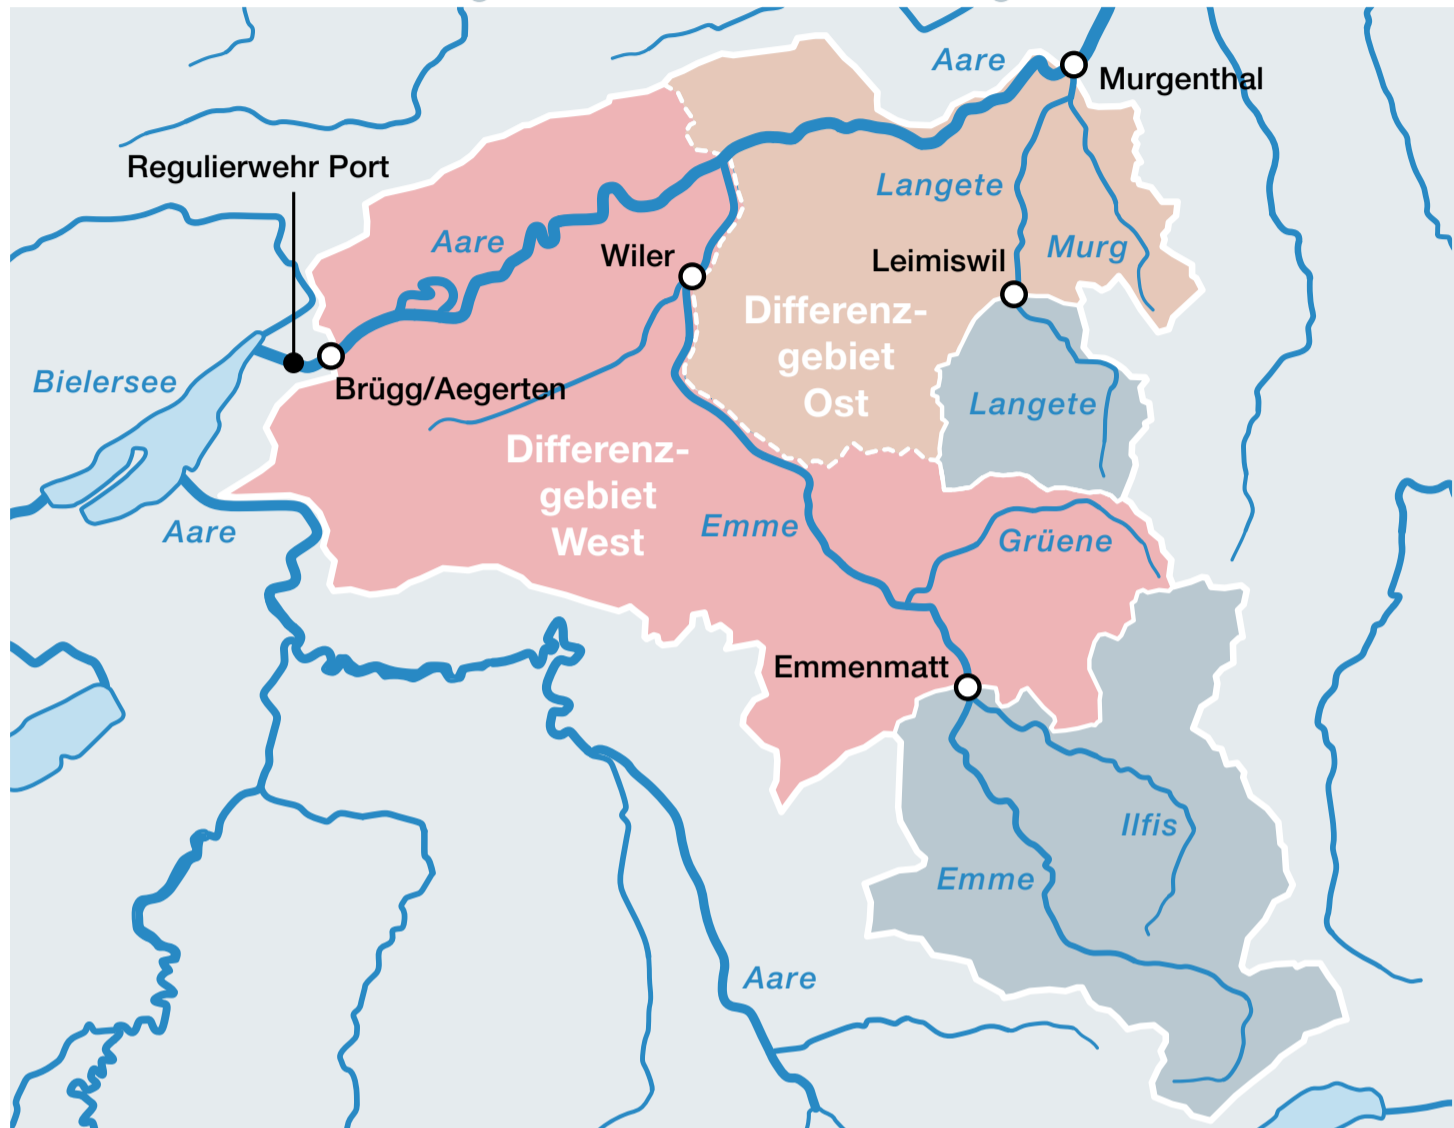 Aare
Murgenthal
Regulierwehr Port
Langete
Aare
Wiler
Leimiswil
Murg
Differenz-
gebiet
Ost
Bielersee
Brügg/Aegerten
Langete
Differenz-
gebiet
West
Aare
Emme
Grüene
Emmenmatt
Ilfis
Emme
Aare